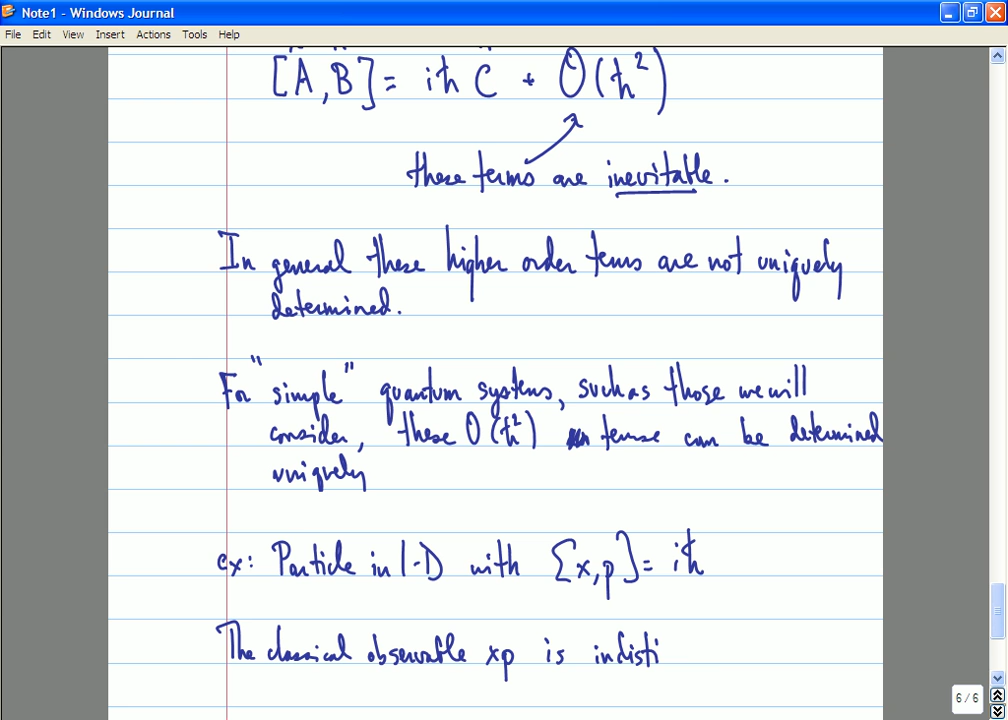 Note1 - Windows Journal
File Edit View Insert Actions Tools Help
[Â, B̂] = iħ Ĉ + O(ħ²)
these terms are inevitable.
In general these higher order terms are not uniquely
determined.
For "simple" quantum systems, such as those we will
consider, these O(ħ²) terms can be determined
uniquely
ex: Particle in 1-D with [x,p] = iħ
The classical observable xp is indisti
6/6